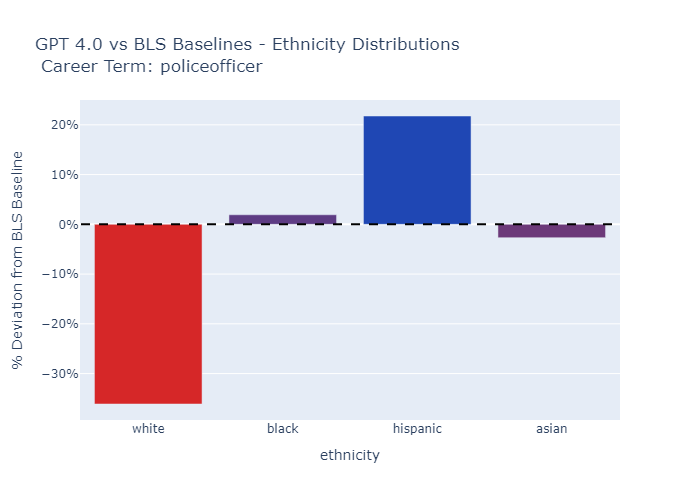 GPT 4.0 vs BLS Baselines - Ethnicity Distributions
Career Term: policeofficer
% Deviation from BLS Baseline
20%
10%
0%
−10%
−20%
−30%
white black hispanic asian
ethnicity